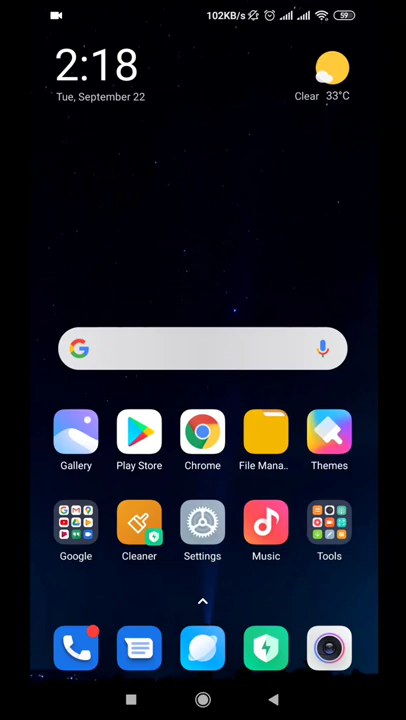 102KB/s 59
2:18
Tue, September 22
Clear 33°C
Gallery Play Store Chrome File Mana.. Themes
Google Cleaner Settings Music Tools